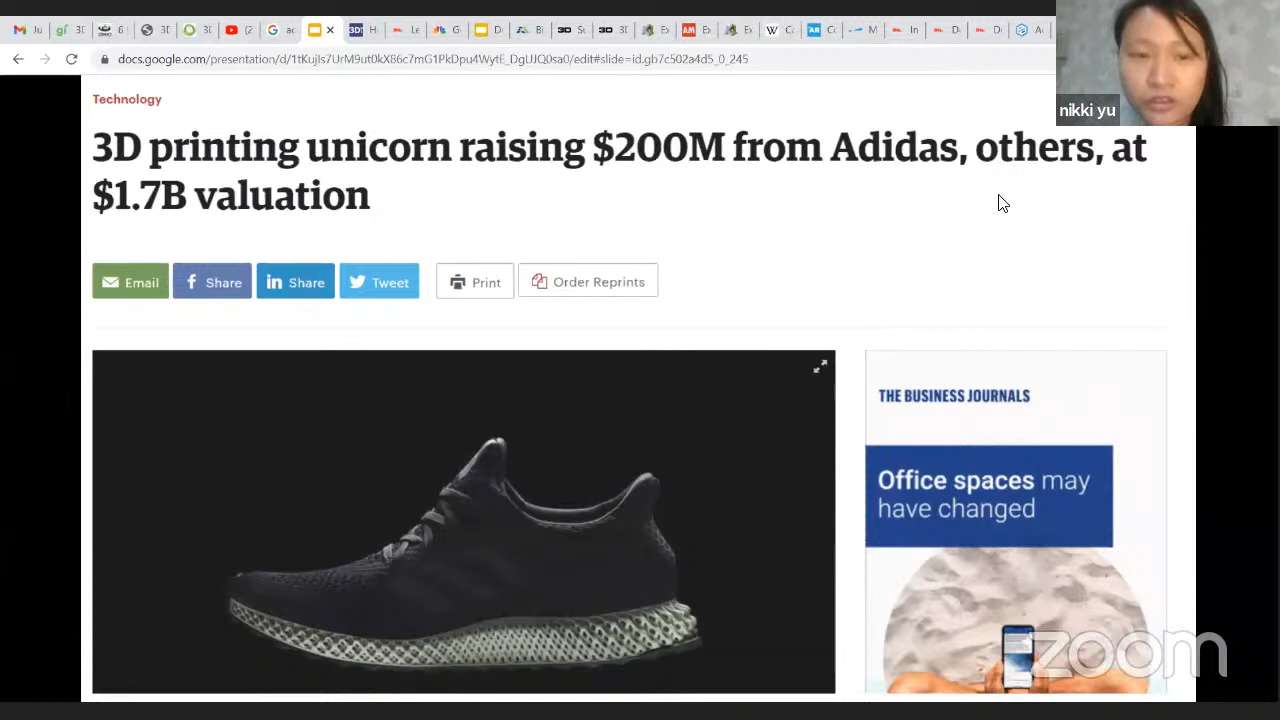 docs.google.com/presentation/d/1tKujIs7UrM9ut0kX86c7mG1PkDpu4WytE_DgUJQ0sa0/edit#slide=id.gb7c502a4d5_0_245
nikki yu
Technology
3D printing unicorn raising $200M from Adidas, others, at
$1.7B valuation
Email
Share
Share
Tweet
Print
Order Reprints
THE BUSINESS JOURNALS
Office spaces may
have changed
zoom